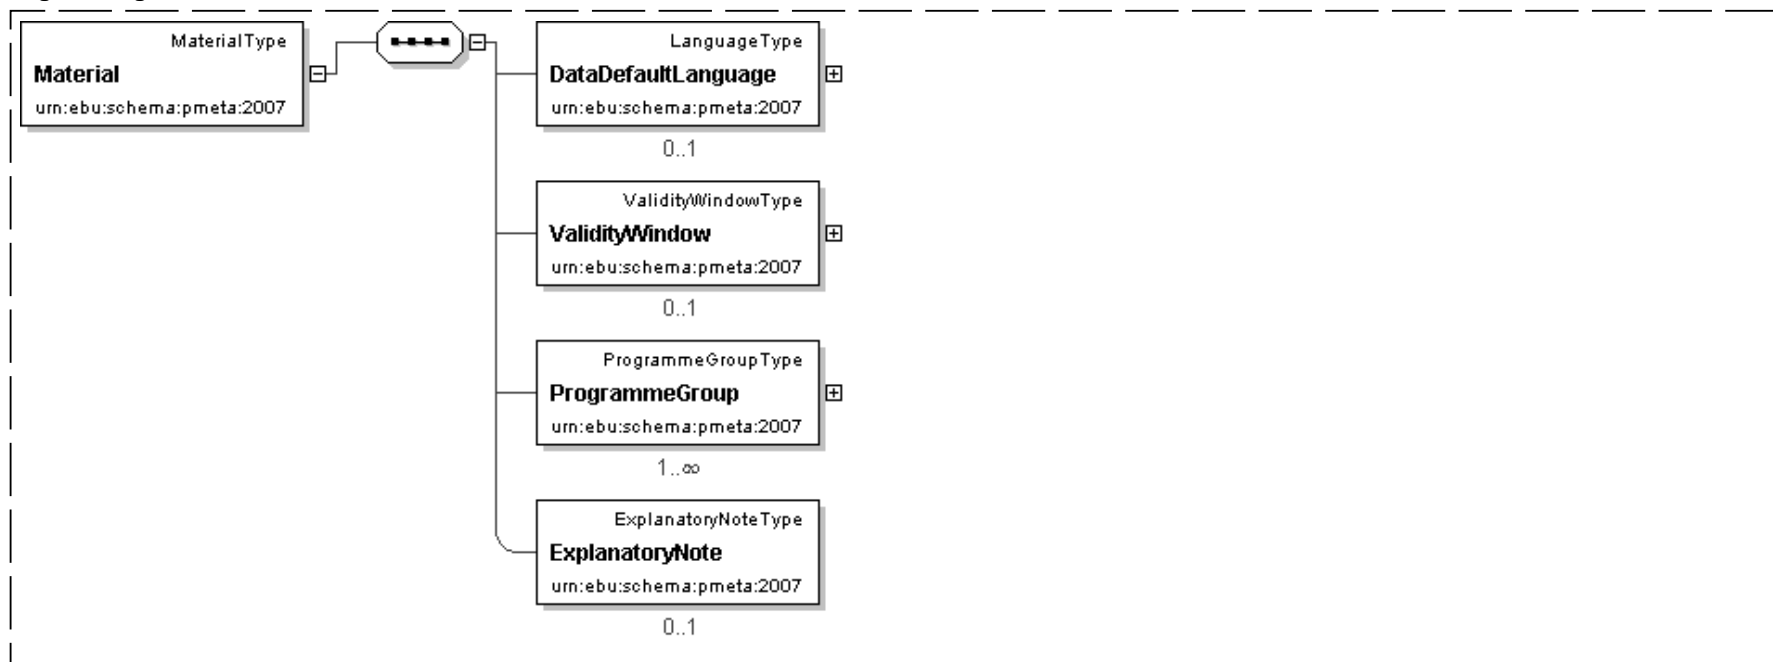 MaterialType
Material
urn:ebu:schema:pmeta:2007
LanguageType
DataDefaultLanguage
urn:ebu:schema:pmeta:2007
0..1
ValidityWindowType
ValidityWindow
urn:ebu:schema:pmeta:2007
0..1
ProgrammeGroupType
ProgrammeGroup
urn:ebu:schema:pmeta:2007
1..∞
ExplanatoryNoteType
ExplanatoryNote
urn:ebu:schema:pmeta:2007
0..1